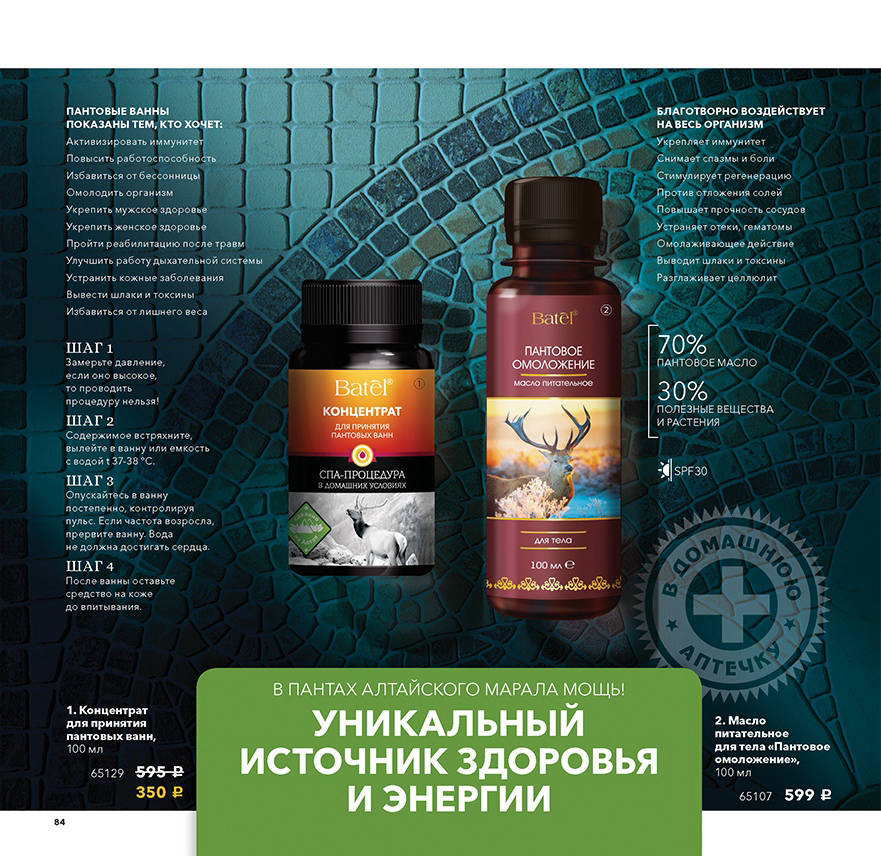 ПАНТОВЫЕ ВАННЫ
ПОКАЗАНЫ ТЕМ, КТО ХОЧЕТ:
Активизировать иммунитет
Повысить работоспособность
Избавиться от бессонницы
Омолодить организм
Укрепить мужское здоровье
Укрепить женское здоровье
Пройти реабилитацию после травм
Улучшить работу дыхательной системы
Устранить кожные заболевания
Вывести шлаки и токсины
Избавиться от лишнего веса
ШАГ 1
Замерьте давление,
если оно высокое,
то проводить
процедуру нельзя!
ШАГ 2
Содержимое встряхните,
вылейте в ванну или емкость
с водой t 37-38 °C.
ШАГ 3
Опускайтесь в ванну
постепенно, контролируя
пульс. Если частота возросла,
прервите ванну. Вода
не должна достигать сердца.
ШАГ 4
После ванны оставьте
средство на коже
до впитывания.
Batel® 1
КОНЦЕНТРАТ
ДЛЯ ПРИНЯТИЯ
ПАНТОВЫХ ВАНН
СПА-ПРОЦЕДУРА
В ДОМАШНИХ УСЛОВИЯХ
Batel® 2
ПАНТОВОЕ
ОМОЛОЖЕНИЕ
масло питательное
для тела
100 мл е
БЛАГОТВОРНО ВОЗДЕЙСТВУЕТ
НА ВЕСЬ ОРГАНИЗМ
Укрепляет иммунитет
Снимает спазмы и боли
Стимулирует регенерацию
Против отложения солей
Повышает прочность сосудов
Устраняет отеки, гематомы
Омолаживающее действие
Выводит шлаки и токсины
Разглаживает целлюлит
70%
ПАНТОВОЕ МАСЛО
30%
ПОЛЕЗНЫЕ ВЕЩЕСТВА
И РАСТЕНИЯ
SPF30
В ДОМАШНЮЮ
АПТЕЧКУ
В ПАНТАХ АЛТАЙСКОГО МАРАЛА МОЩЬ!
УНИКАЛЬНЫЙ
ИСТОЧНИК ЗДОРОВЬЯ
И ЭНЕРГИИ
1. Концентрат
для принятия
пантовых ванн,
100 мл
65129 595 ₽
350 ₽
2. Масло
питательное
для тела «Пантовое
омоложение»,
100 мл
65107 599 ₽
84